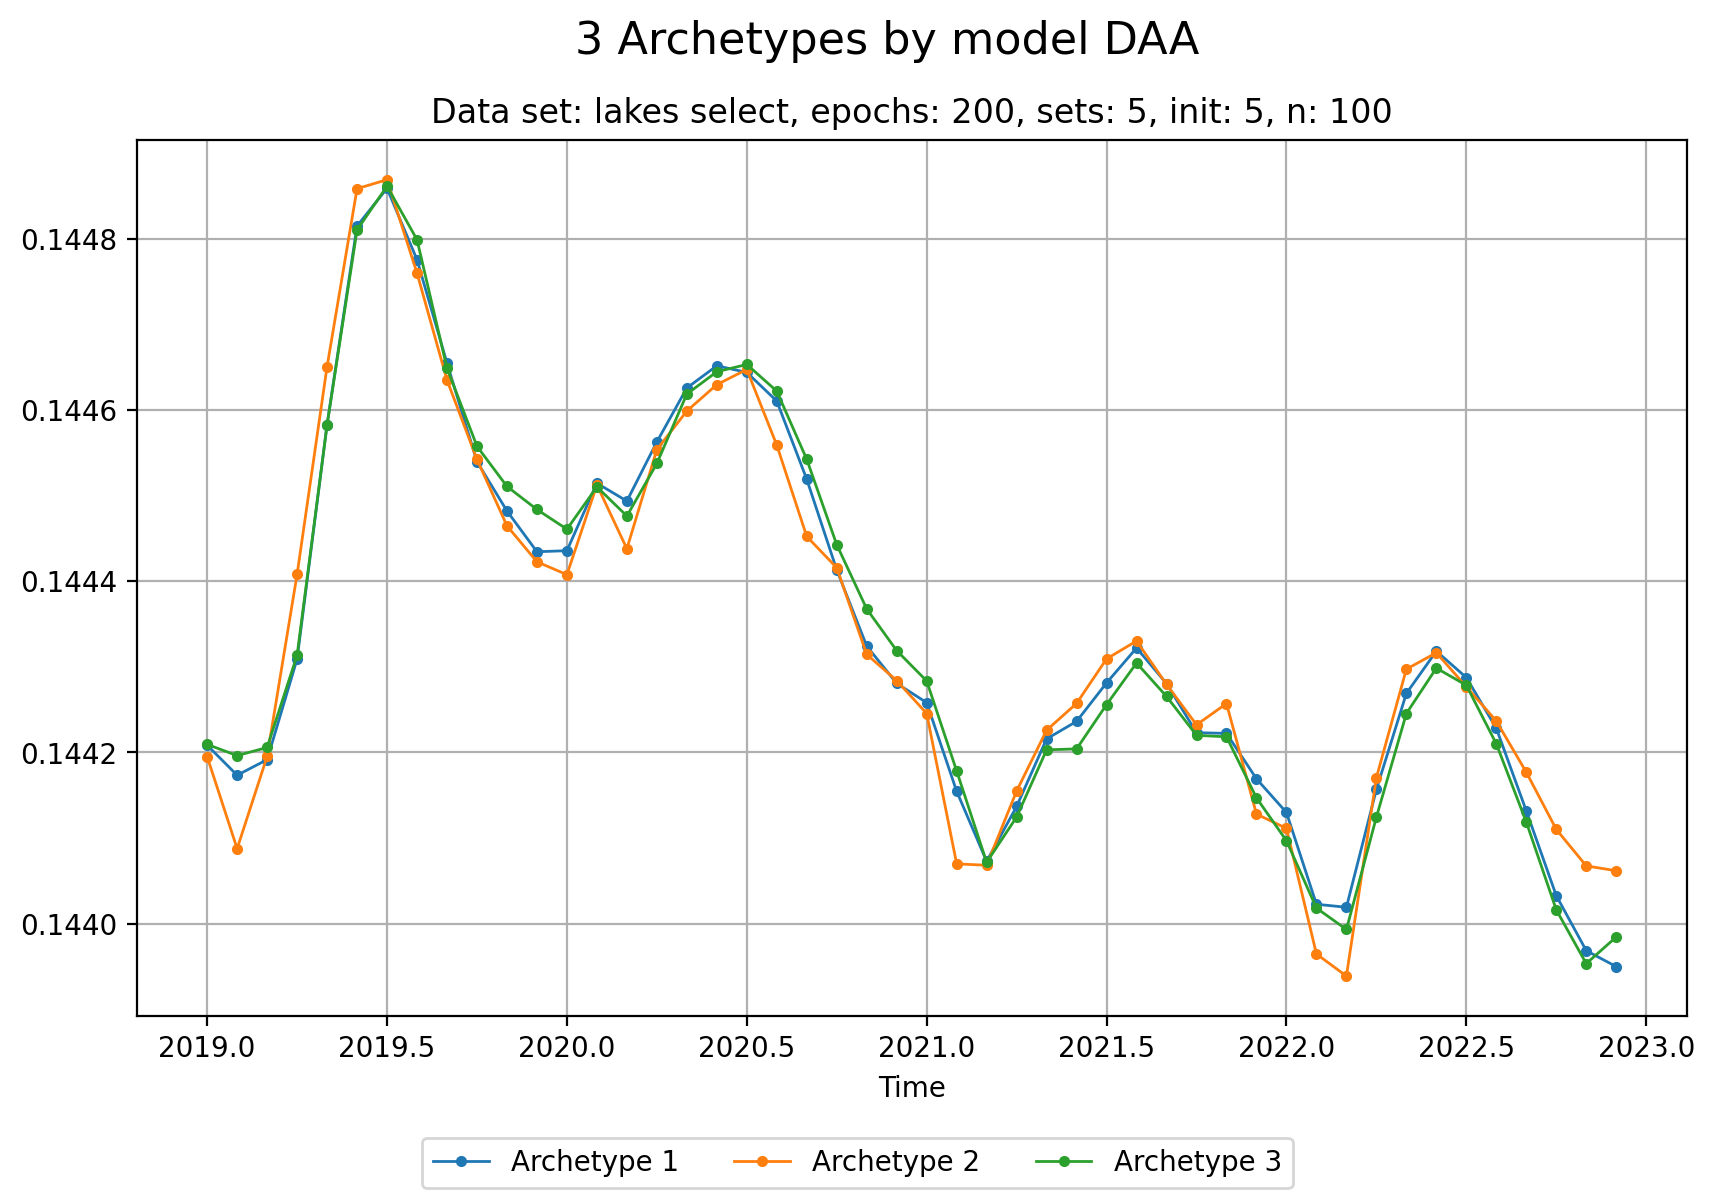 3 Archetypes by model DAA
Data set: lakes select, epochs: 200, sets: 5, init: 5, n: 100
0.1448
0.1446
0.1444
0.1442
0.1440
2019.0 2019.5 2020.0 2020.5 2021.0 2021.5 2022.0 2022.5 2023.0
Time
Archetype 1 Archetype 2 Archetype 3